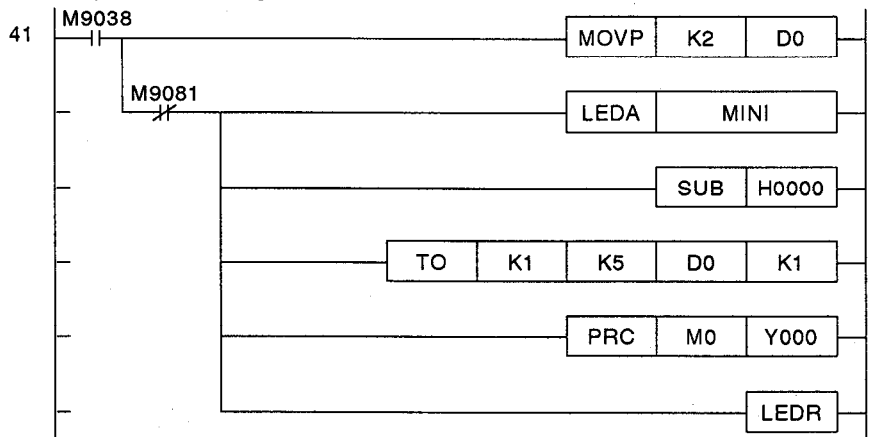 M9038
41 MOVP K2 D0
M9081
LEDA MINI
SUB H0000
TO K1 K5 D0 K1
PRC M0 Y000
LEDR